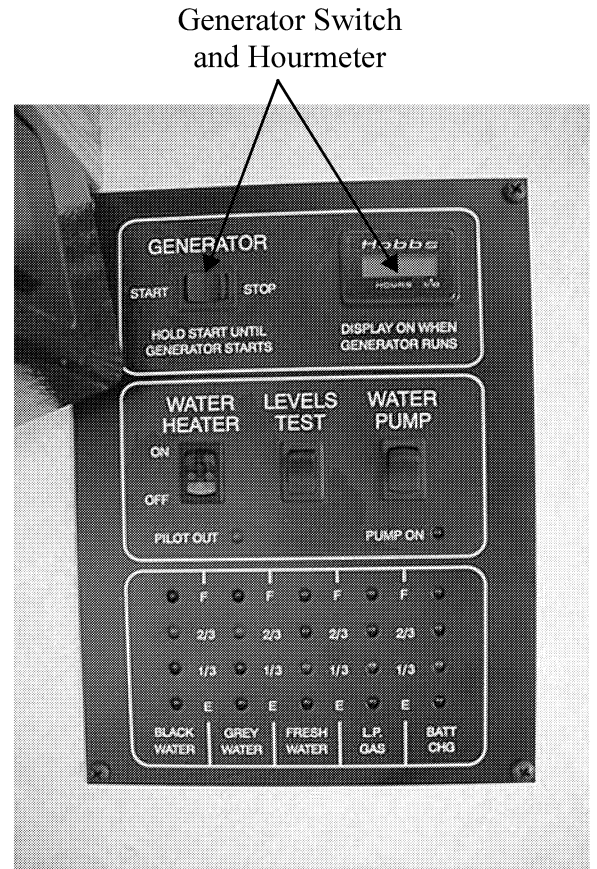 Generator Switch
and Hourmeter
GENERATOR
START
STOP
HOLD START UNTIL
GENERATOR STARTS
Hobbs
HOURS 1/10
DISPLAY ON WHEN
GENERATOR RUNS
WATER
HEATER
LEVELS
TEST
WATER
PUMP
ON
OFF
PILOT OUT
PUMP ON
F F F F
2/3 2/3 2/3 2/3
1/3 1/3 1/3 1/3
E E E E
BLACK
WATER
GREY
WATER
FRESH
WATER
L.P.
GAS
BATT
CHG